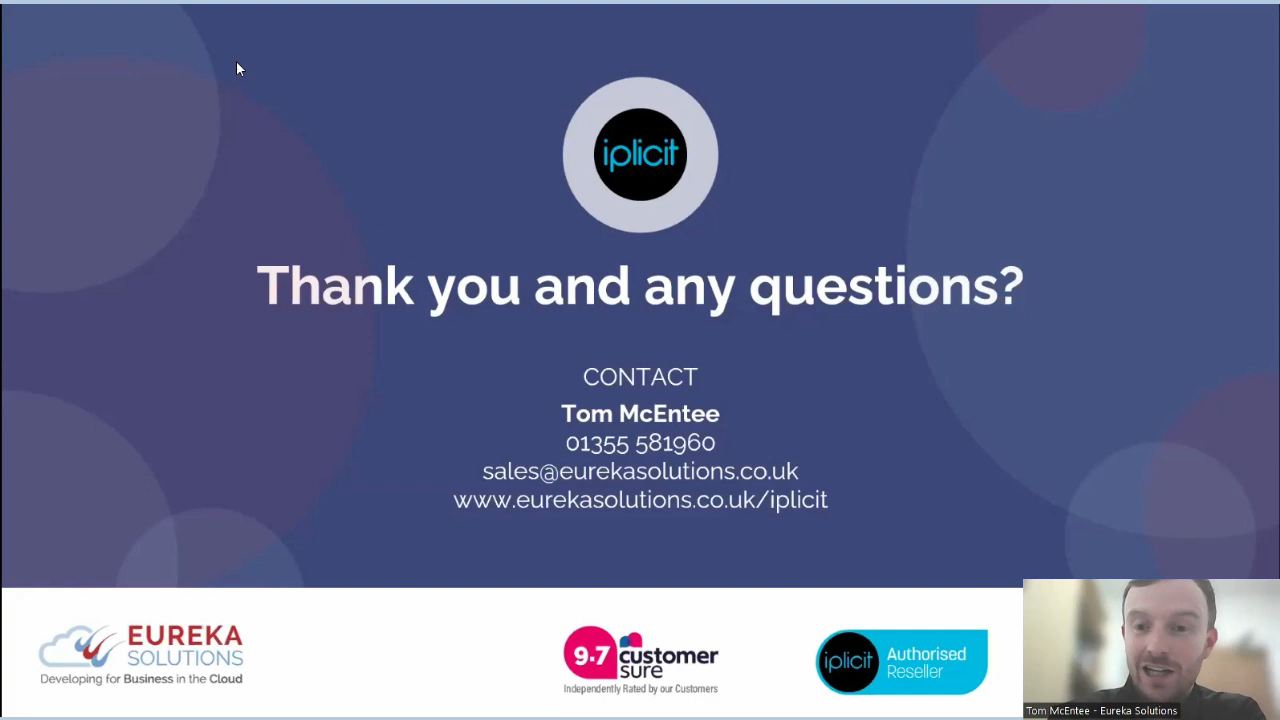 iplicit
Thank you and any questions?
CONTACT
Tom McEntee
01355 581960
sales@eurekasolutions.co.uk
www.eurekasolutions.co.uk/iplicit
EUREKA
SOLUTIONS
Developing for Business in the Cloud
9.7 customer
sure
Independently Rated by our Customers
iplicit
Authorised
Reseller
Tom McEntee - Eureka Solutions